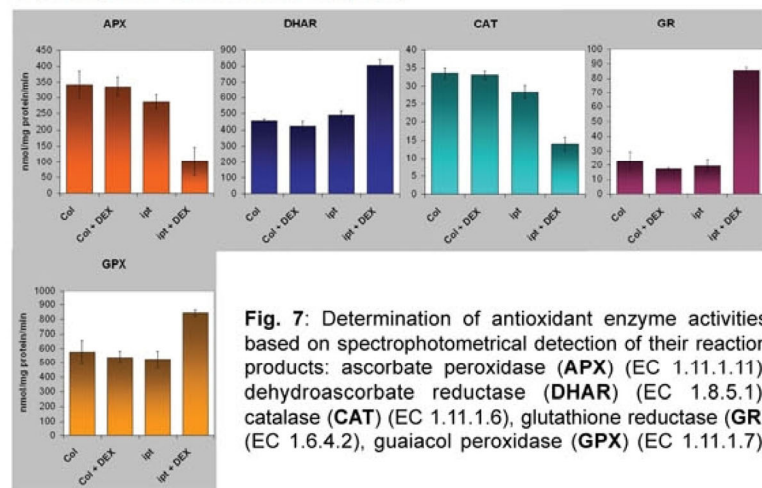 APX
DHAR
CAT
GR
nmol/mg protein/min
450
400
350
300
250
200
150
100
50
0
Col
Col + DEX
ipt
ipt + DEX
900
800
700
600
500
400
300
200
100
0
Col
Col + DEX
ipt
ipt + DEX
40
35
30
25
20
15
10
5
0
Col
Col + DEX
ipt
ipt + DEX
100
90
80
70
60
50
40
30
20
10
0
Col
Col + DEX
ipt
ipt + DEX
GPX
nmol/mg protein/min
1000
900
800
700
600
500
400
300
200
100
0
Col
Col + DEX
ipt
ipt + DEX
Fig. 7: Determination of antioxidant enzyme activities
based on spectrophotometrical detection of their reaction
products: ascorbate peroxidase (APX) (EC 1.11.1.11)
dehydroascorbate reductase (DHAR) (EC 1.8.5.1)
catalase (CAT) (EC 1.11.1.6), glutathione reductase (GR
(EC 1.6.4.2), guaiacol peroxidase (GPX) (EC 1.11.1.7)